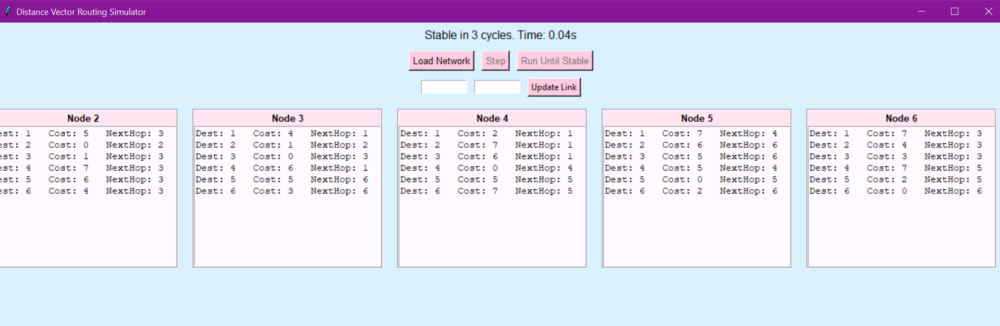 Distance Vector Routing Simulator
Stable in 3 cycles. Time: 0.04s
Load Network Step Run Until Stable
Update Link
Node 2
est: 1 Cost: 5 NextHop: 3
est: 2 Cost: 0 NextHop: 2
est: 3 Cost: 1 NextHop: 3
est: 4 Cost: 7 NextHop: 3
est: 5 Cost: 6 NextHop: 3
est: 6 Cost: 4 NextHop: 3
Node 3
Dest: 1 Cost: 4 NextHop: 1
Dest: 2 Cost: 1 NextHop: 2
Dest: 3 Cost: 0 NextHop: 3
Dest: 4 Cost: 6 NextHop: 1
Dest: 5 Cost: 5 NextHop: 6
Dest: 6 Cost: 3 NextHop: 6
Node 4
Dest: 1 Cost: 2 NextHop: 1
Dest: 2 Cost: 7 NextHop: 1
Dest: 3 Cost: 6 NextHop: 1
Dest: 4 Cost: 0 NextHop: 4
Dest: 5 Cost: 5 NextHop: 5
Dest: 6 Cost: 7 NextHop: 5
Node 5
Dest: 1 Cost: 7 NextHop: 4
Dest: 2 Cost: 6 NextHop: 6
Dest: 3 Cost: 5 NextHop: 6
Dest: 4 Cost: 5 NextHop: 4
Dest: 5 Cost: 0 NextHop: 5
Dest: 6 Cost: 2 NextHop: 6
Node 6
Dest: 1 Cost: 7 NextHop: 3
Dest: 2 Cost: 4 NextHop: 3
Dest: 3 Cost: 3 NextHop: 3
Dest: 4 Cost: 7 NextHop: 5
Dest: 5 Cost: 2 NextHop: 5
Dest: 6 Cost: 0 NextHop: 6